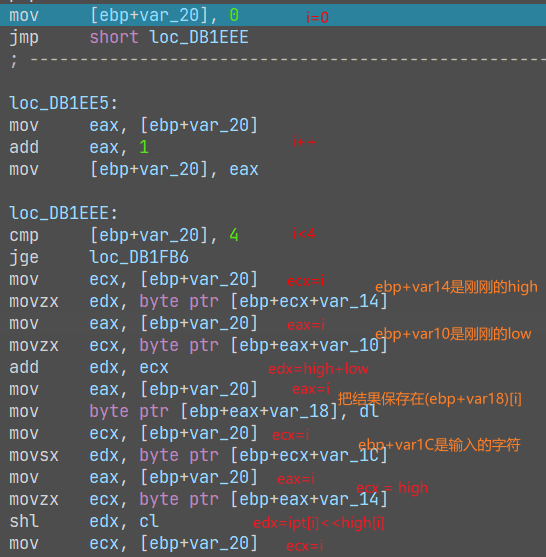 mov [ebp+var_20], 0 i=0
jmp short loc_DB1EEE
; ---------------------------------------------------
loc_DB1EE5:
mov eax, [ebp+var_20]
add eax, 1 i++
mov [ebp+var_20], eax
loc_DB1EEE:
cmp [ebp+var_20], 4 i<4
jge loc_DB1FB6
mov ecx, [ebp+var_20] ecx=i
ebp+var14是刚刚的high
movzx edx, byte ptr [ebp+ecx+var_14]
mov eax, [ebp+var_20] eax=i
ebp+var10是刚刚的low
movzx ecx, byte ptr [ebp+eax+var_10]
add edx, ecx edx=high+low
mov eax, [ebp+var_20] eax=i
把结果保存在(ebp+var18)[i]
mov byte ptr [ebp+eax+var_18], dl
mov ecx, [ebp+var_20] ecx=i
ebp+var1C是输入的字符
movsx edx, byte ptr [ebp+ecx+var_1C]
mov eax, [ebp+var_20] eax=i
ecx = high
movzx ecx, byte ptr [ebp+eax+var_14]
shl edx, cl edx=ipt[i]<<high[i]
mov ecx, [ebp+var_20] ecx=i